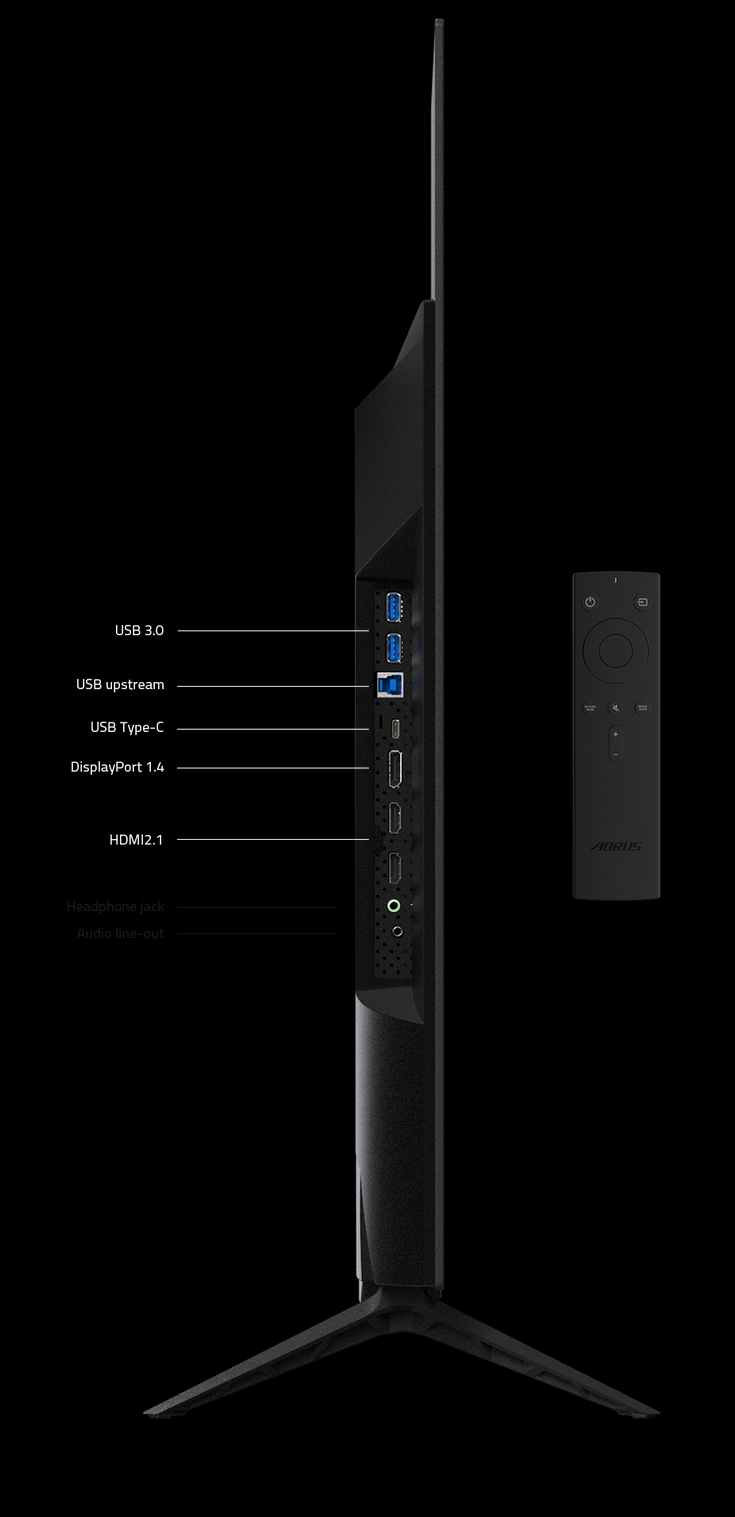 USB 3.0
USB upstream
USB Type-C
DisplayPort 1.4
HDMI2.1
Headphone jack
Audio line-out
AORUS